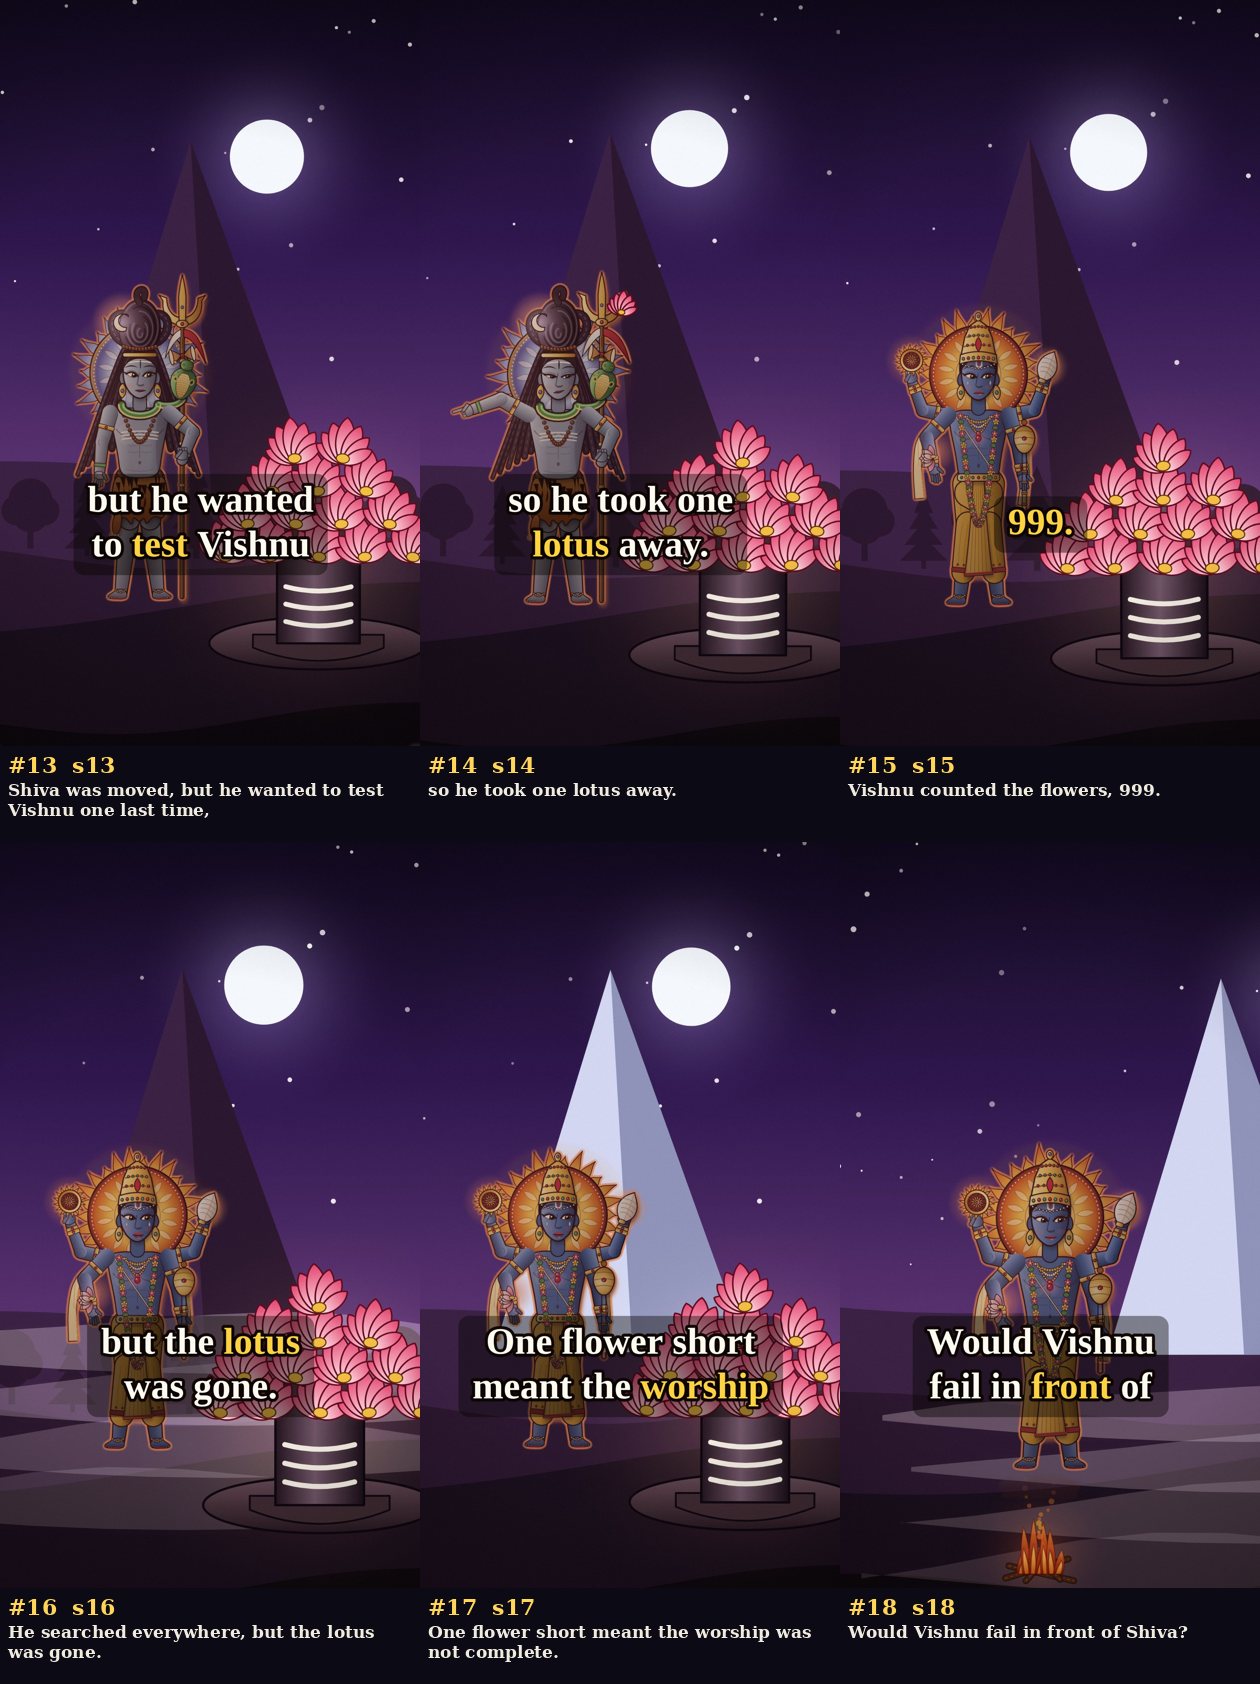 but he wanted
to test Vishnu
#13 s13
Shiva was moved, but he wanted to test
Vishnu one last time,
so he took one
lotus away.
#14 s14
so he took one lotus away.
999.
#15 s15
Vishnu counted the flowers, 999.
but the lotus
was gone.
#16 s16
He searched everywhere, but the lotus
was gone.
One flower short
meant the worship
#17 s17
One flower short meant the worship was
not complete.
Would Vishnu
fail in front of
#18 s18
Would Vishnu fail in front of Shiva?